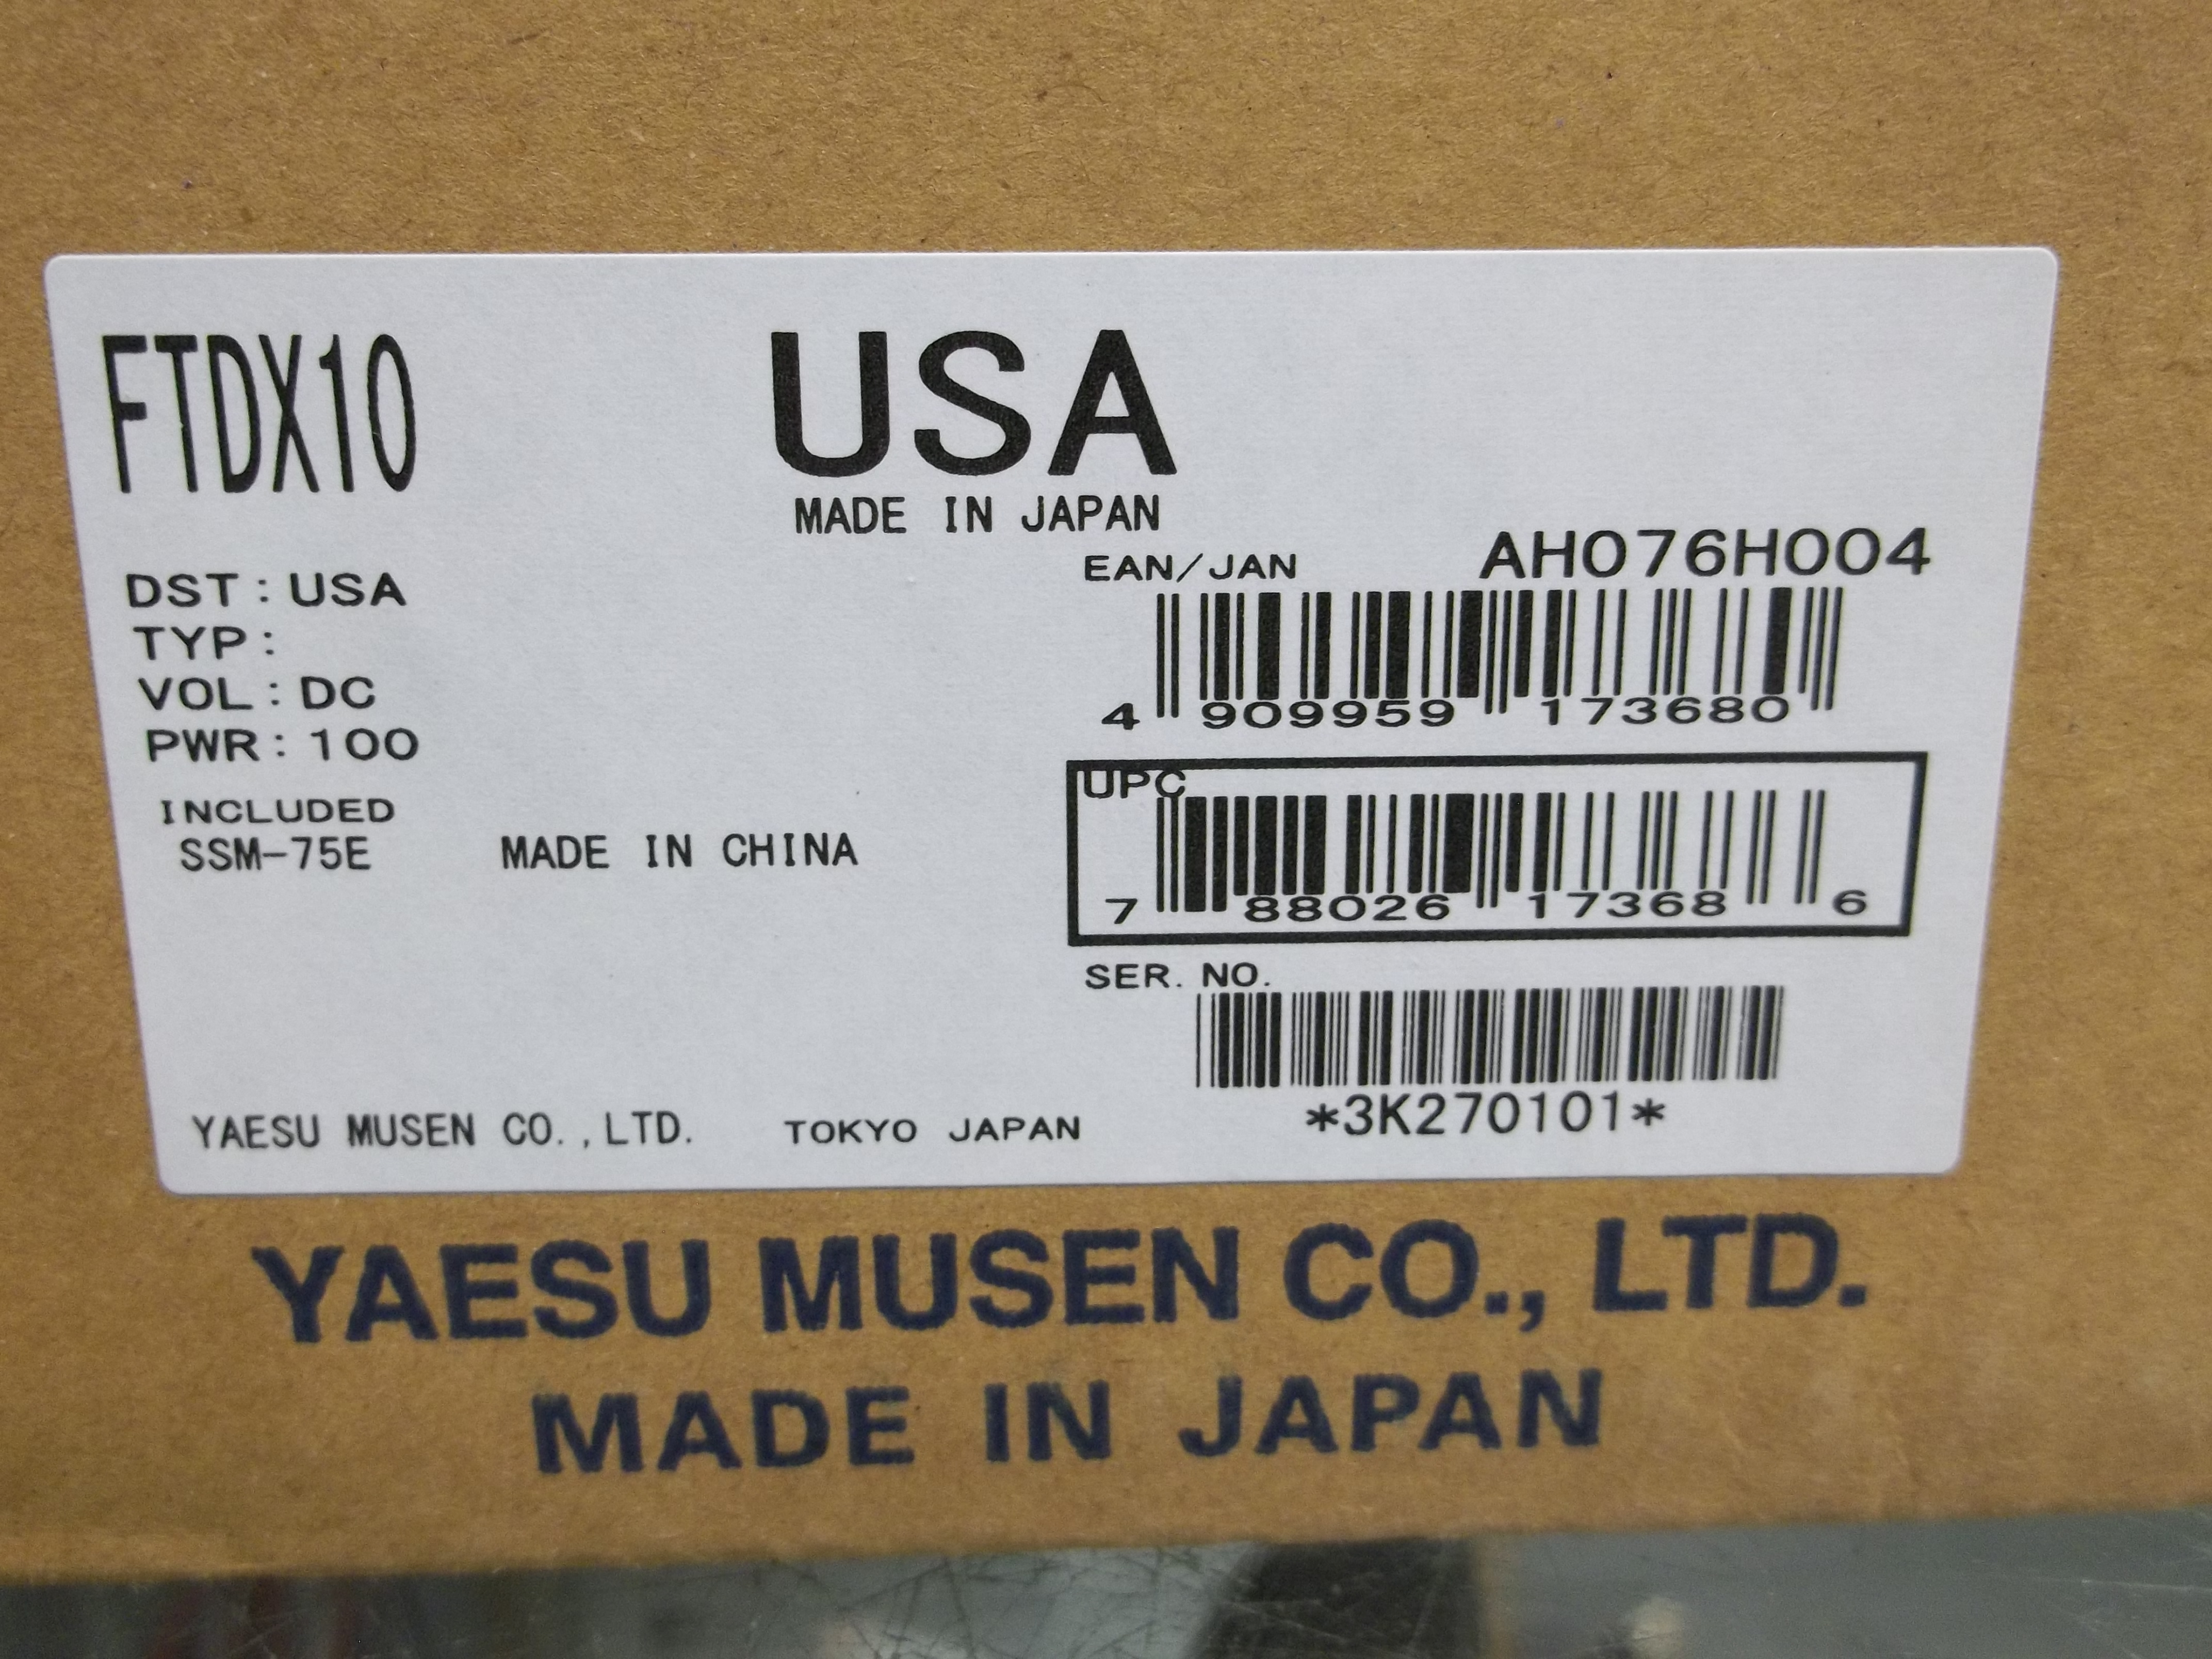 FTDX10
USA
MADE IN JAPAN
DST : USA
TYP :
VOL : DC
PWR : 100
INCLUDED
SSM-75E MADE IN CHINA
EAN/JAN AH076H004
4 909959 173680
UPC
7 88026 17368 6
SER. NO.
*3K270101*
YAESU MUSEN CO.,LTD. TOKYO JAPAN
YAESU MUSEN CO., LTD.
MADE IN JAPAN